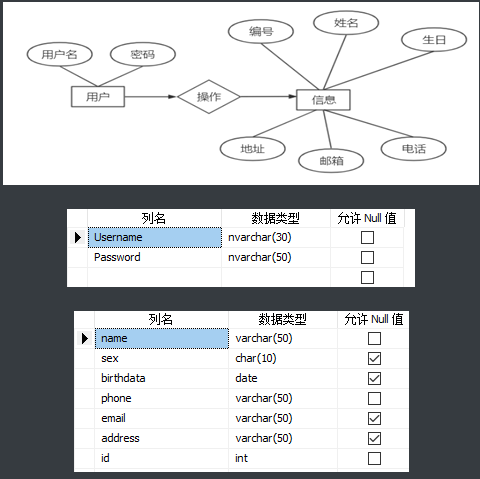 编号 姓名 生日
用户名 密码
用户 操作 信息
地址 邮箱 电话
列名 数据类型 允许 Null 值
Username nvarchar(30)
Password nvarchar(50)
列名 数据类型 允许 Null 值
name varchar(50)
sex char(10)
birthdata date
phone varchar(50)
email varchar(50)
address varchar(50)
id int